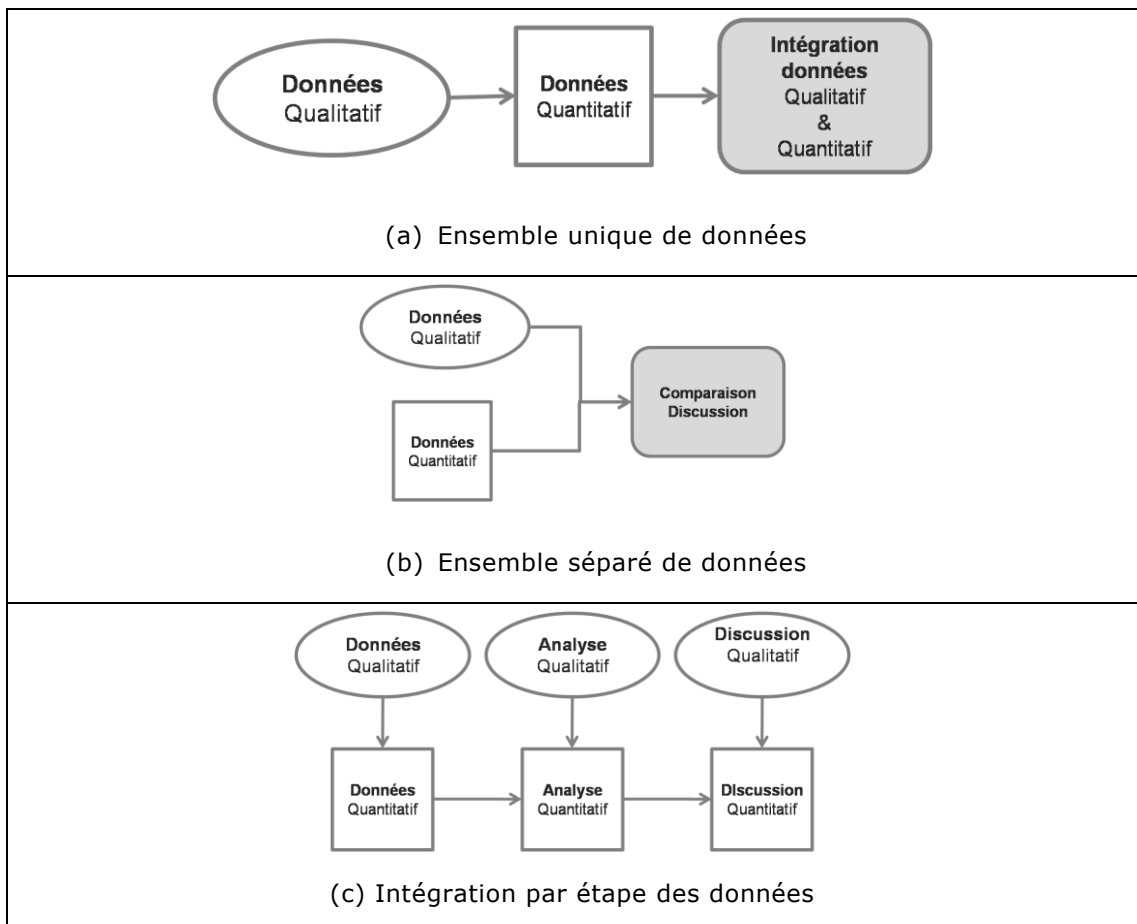 Données
Qualitatif
Données
Quantitatif
Intégration
données
Qualitatif
&
Quantitatif
(a) Ensemble unique de données
Données
Qualitatif
Données
Quantitatif
Comparaison
Discussion
(b) Ensemble séparé de données
Données
Qualitatif
Analyse
Qualitatif
Discussion
Qualitatif
Données
Quantitatif
Analyse
Quantitatif
DIscussion
Quantitatif
(c) Intégration par étape des données